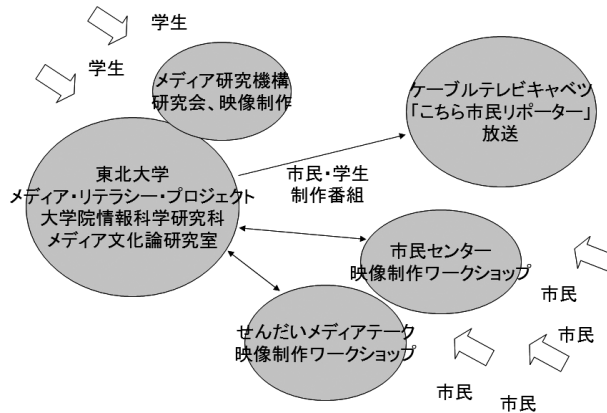 学生
学生
メディア研究機構
研究会、映像制作
ケーブルテレビキャベツ
「こちら市民リポーター」
放送
東北大学
メディア・リテラシー・プロジェクト
大学院情報科学研究科
メディア文化論研究室
市民・学生
制作番組
市民センター
映像制作ワークショップ
市民
せんだいメディアテーク
映像制作ワークショップ
市民
市民
市民